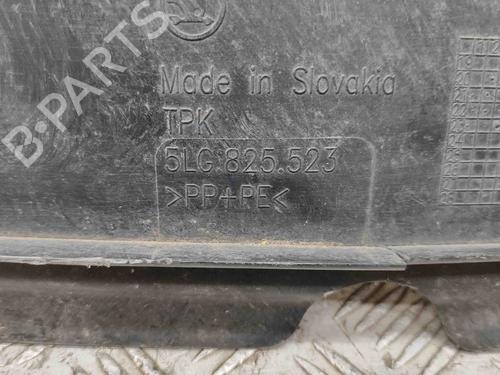 B-PARTS
Made in Slovakia
TPK
5LG.825.523
>PP+PE<